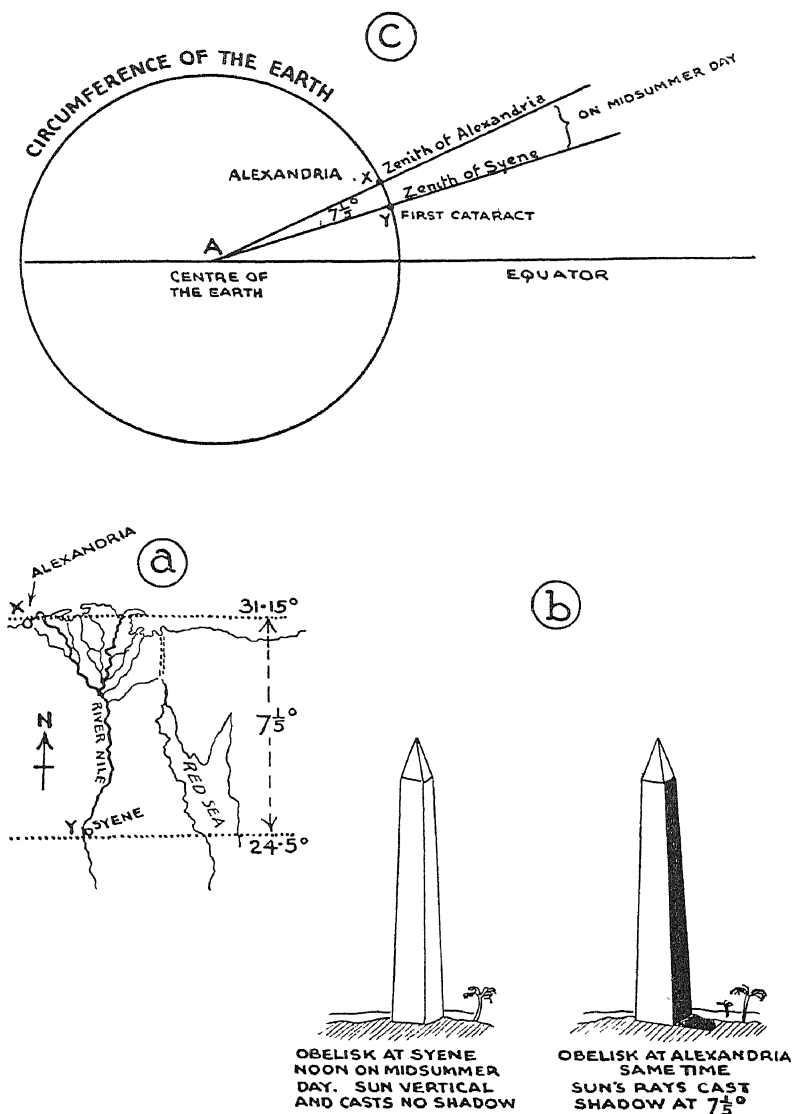 C
CIRCUMFERENCE OF THE EARTH
ON MIDSUMMER DAY
Zenith of Alexandria
ALEXANDRIA . X
Zenith of Syene
7 1/5°
Y FIRST CATARACT
A
CENTRE OF
THE EARTH
EQUATOR
a
ALEXANDRIA
X
31·15°
N
RIVER NILE
7 1/5°
RED SEA
Y SYENE
24·5°
b
OBELISK AT SYENE
NOON ON MIDSUMMER
DAY. SUN VERTICAL
AND CASTS NO SHADOW
OBELISK AT ALEXANDRIA
SAME TIME
SUN'S RAYS CAST
SHADOW AT 7 1/5°